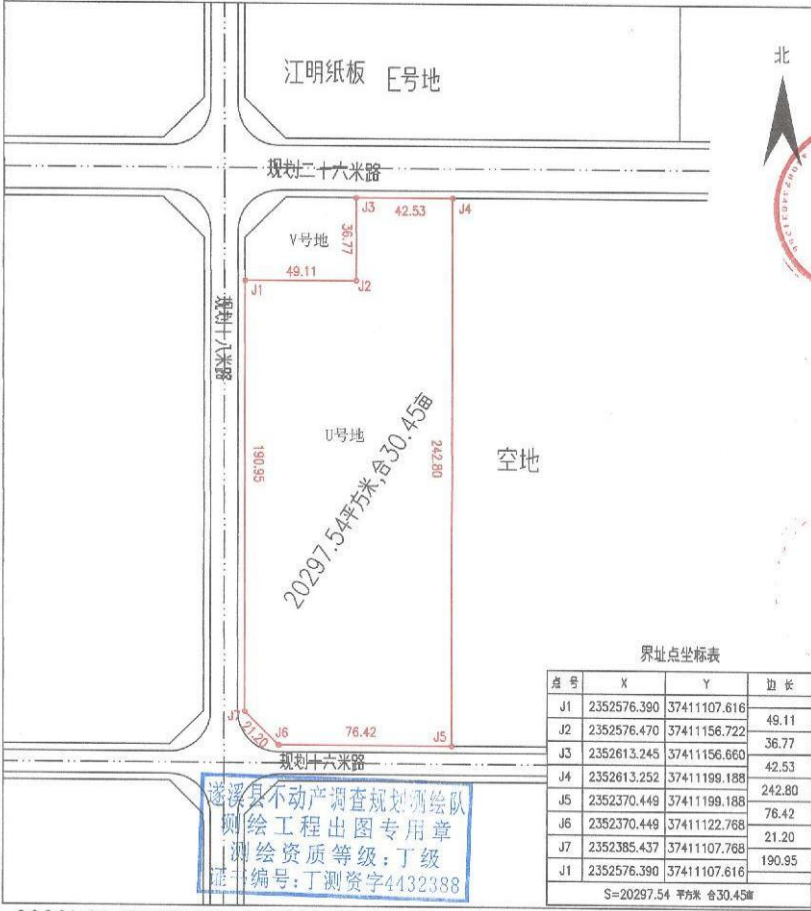 江明纸板 E号地
北
规划二十六米路
J3 42.53 J4
V号地 36.77
49.11
J1 J2
规划十八米路
U号地
190.95
20297.54平方米,合30.45亩
242.80
空地
J7 21.20 J6 76.42 J5
规划十六米路
遂溪县不动产调查规划测绘队
测绘工程出图专用章
测绘资质等级：丁级
证书编号：丁测资字4432388
界址点坐标表
点号 X Y 边长
J1 2352576.390 37411107.616
49.11
J2 2352576.470 37411156.722
36.77
J3 2352613.245 37411156.660
42.53
J4 2352613.252 37411199.188
242.80
J5 2352370.449 37411199.188
76.42
J6 2352370.449 37411122.768
21.20
J7 2352385.437 37411107.768
190.95
J1 2352576.390 37411107.616
S=20297.54 平方米 合30.45亩